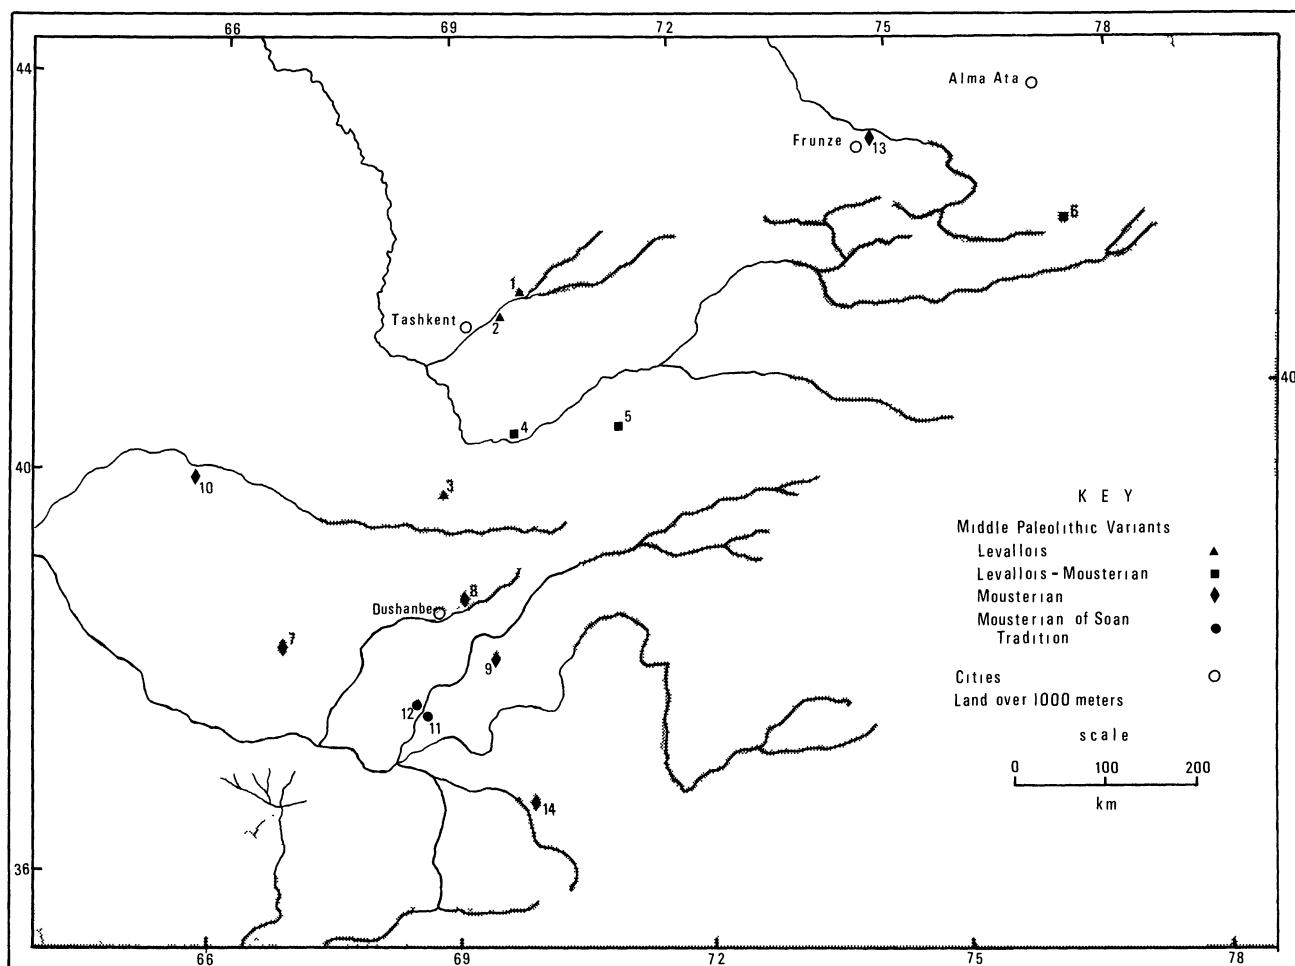 66 69 72 75 78
44
Alma Ata
Frunze
13
6
1
Tashkent
2
40
4 5
40
3
10
KEY
Middle Paleolithic Variants
Levallois
Levallois - Mousterian
8
Mousterian
Dushanbe
Mousterian of Soan
Tradition
7
9
Cities
12
Land over 1000 meters
11
scale
0 100 200
km
14
36
66 69 72 75 78